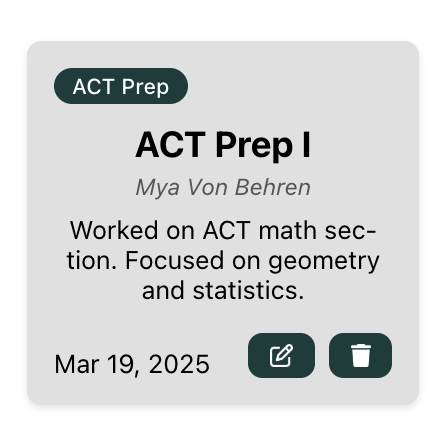 ACT Prep
ACT Prep I
Mya Von Behren
Worked on ACT math sec-
tion. Focused on geometry
and statistics.
Mar 19, 2025